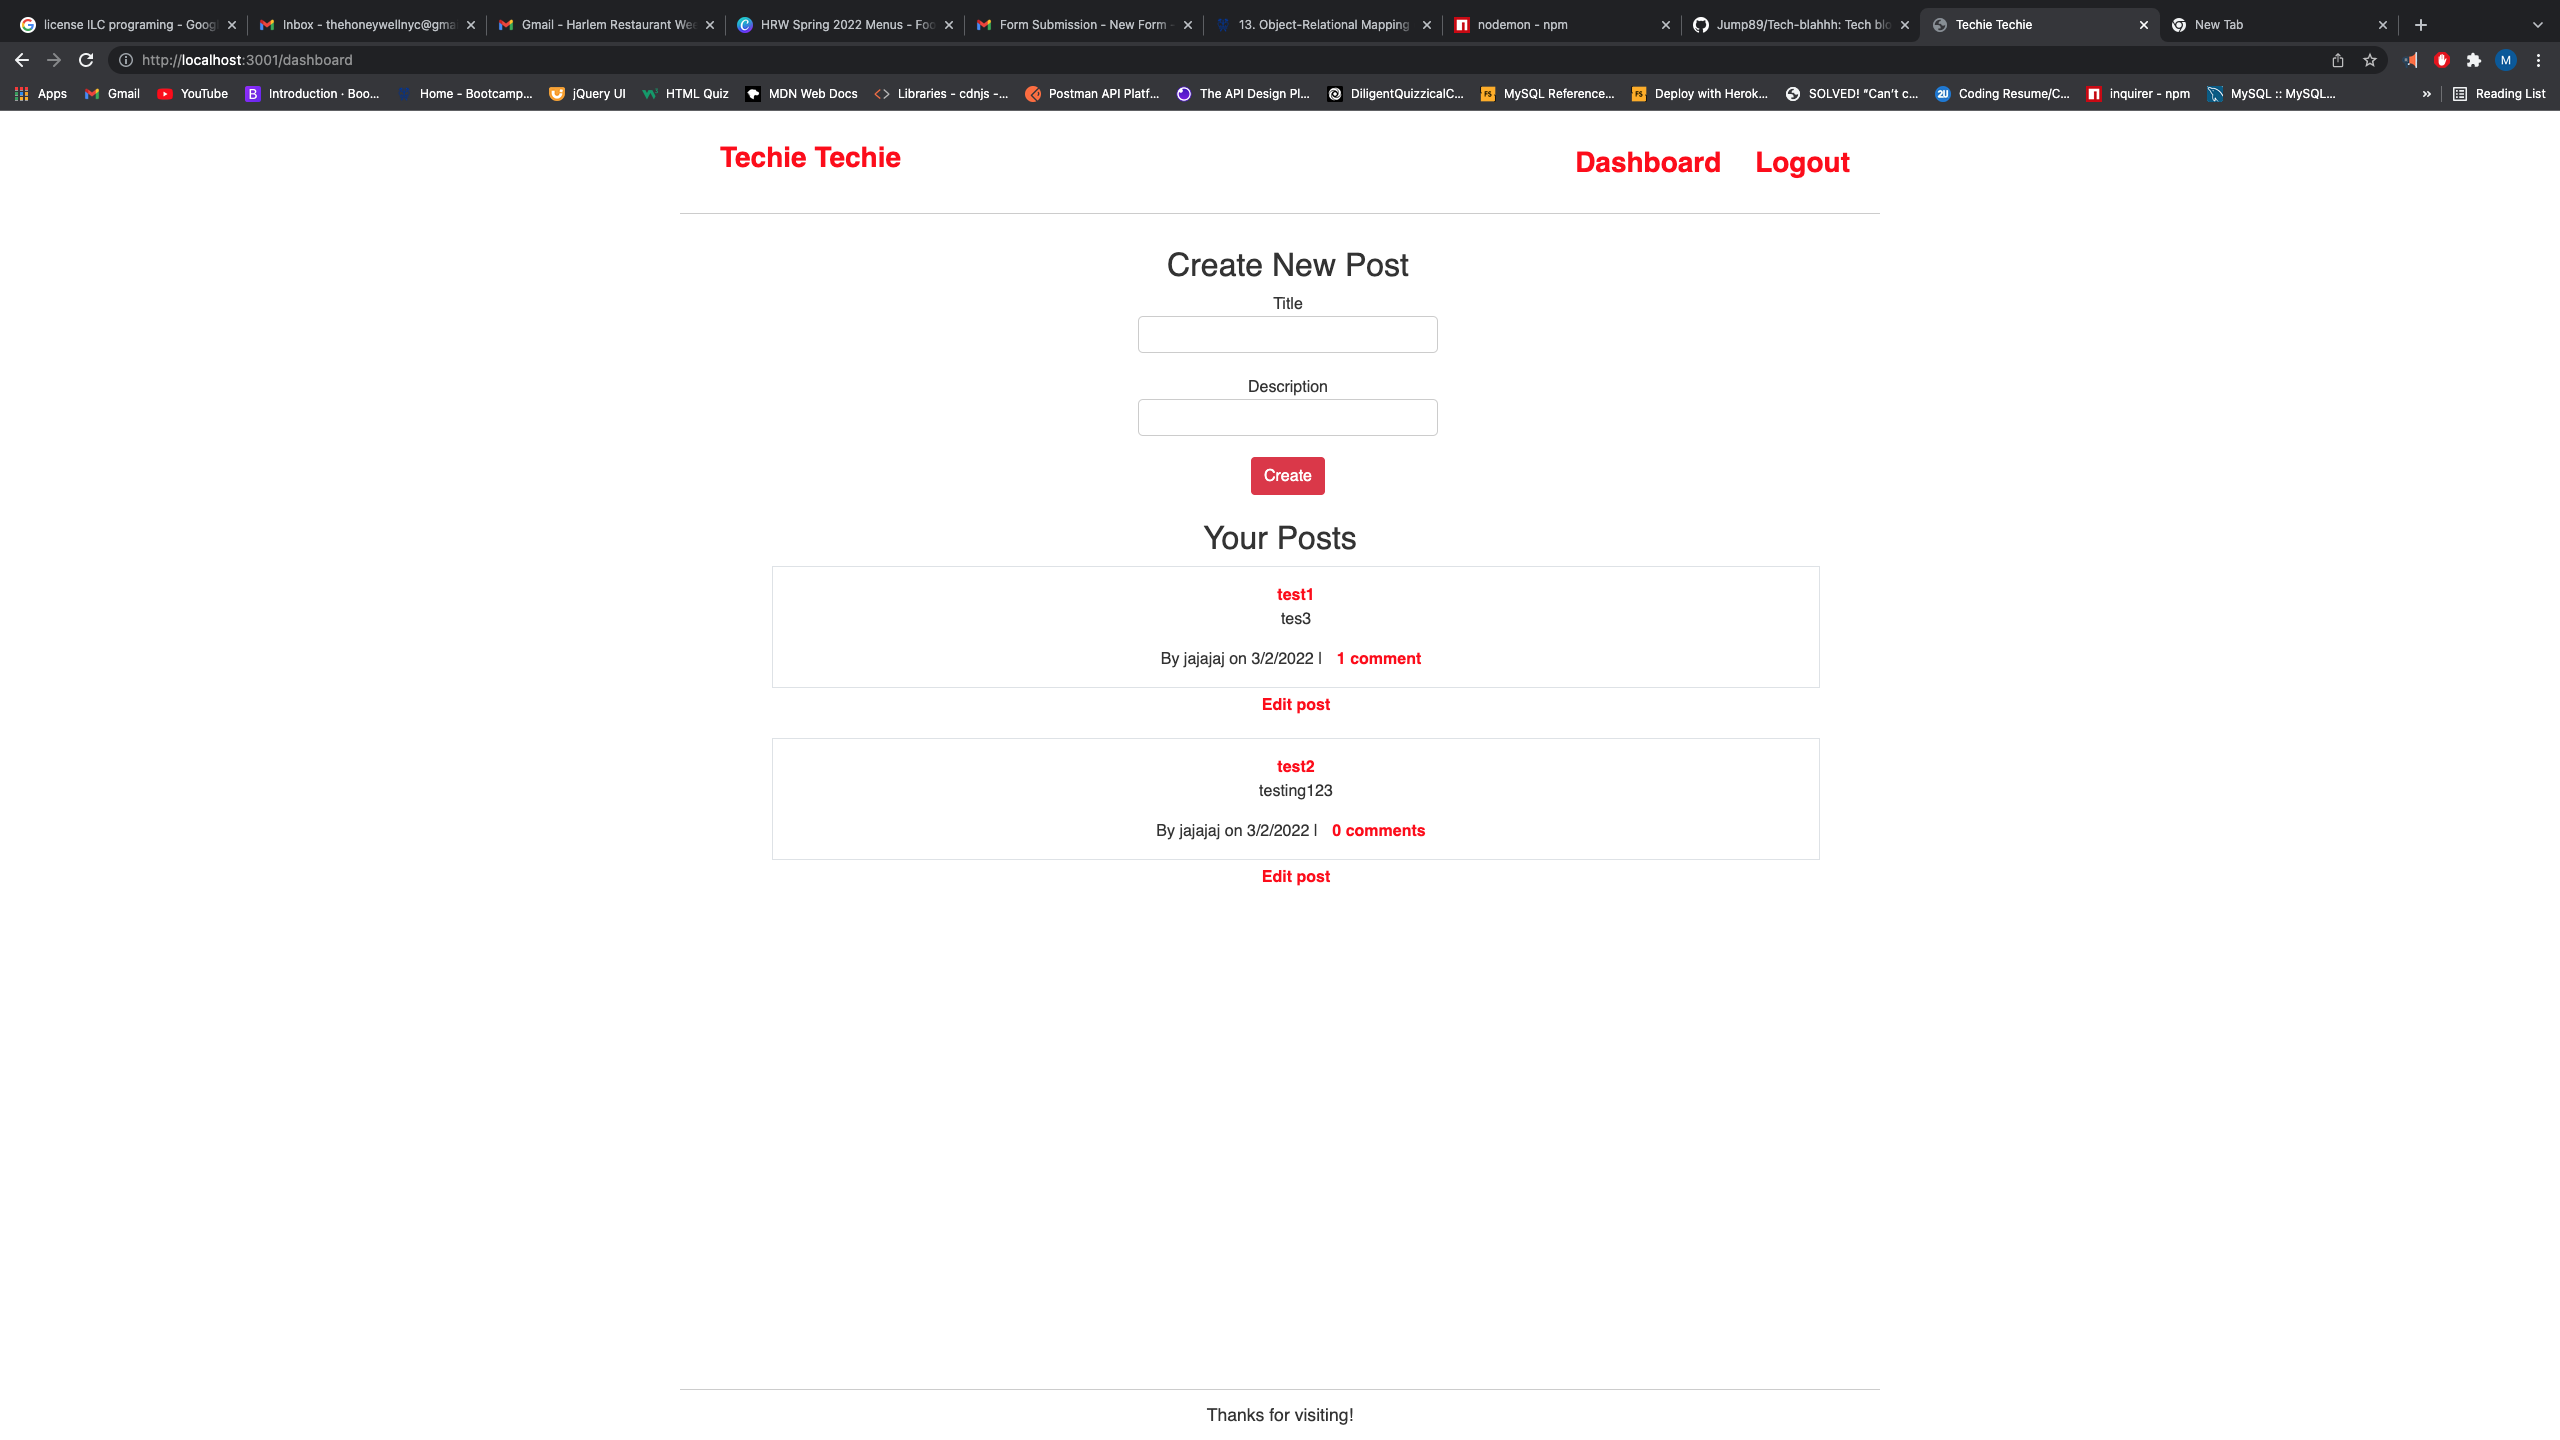 license ILC programing - Goog
Inbox - thehoneywellnyc@gma
Gmail - Harlem Restaurant Wee
HRW Spring 2022 Menus - Foo
Form Submission - New Form -
13. Object-Relational Mapping
nodemon - npm
Jump89/Tech-blahhh: Tech blo
Techie Techie
New Tab
http://localhost:3001/dashboard
M
Apps
Gmail
YouTube
B Introduction · Boo...
Home - Bootcamp...
jQuery UI
HTML Quiz
MDN Web Docs
<> Libraries - cdnjs -...
Postman API Platf...
The API Design Pl...
DiligentQuizzicalC...
FS MySQL Reference...
FS Deploy with Herok...
SOLVED! “Can't c...
2U Coding Resume/C...
inquirer - npm
MySQL :: MySQL...
»
Reading List
Techie Techie
Dashboard Logout
Create New Post
Title
Description
Create
Your Posts
test1
tes3
By jajajaj on 3/2/2022 | 1 comment
Edit post
test2
testing123
By jajajaj on 3/2/2022 | 0 comments
Edit post
Thanks for visiting!